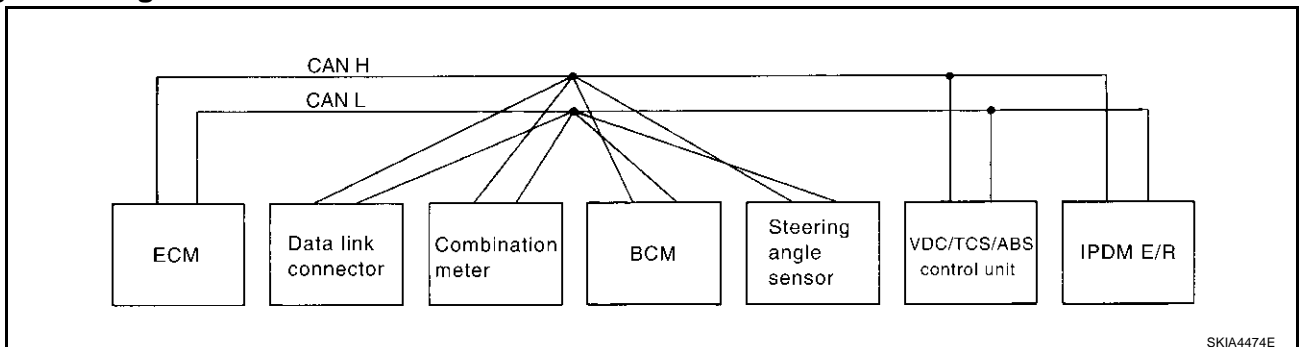 CAN H
CAN L
ECM
Data link
connector
Combination
meter
BCM
Steering
angle
sensor
VDC/TCS/ABS
control unit
IPDM E/R
SKIA4474E